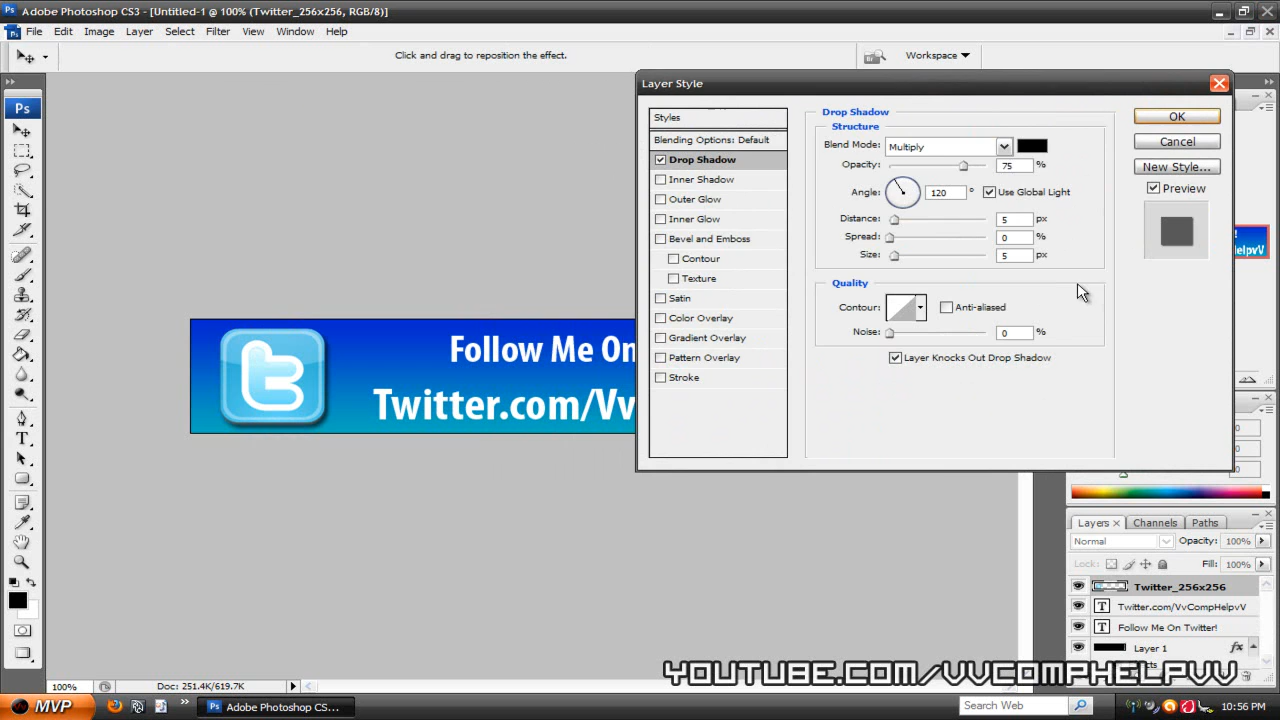 Adobe Photoshop CS3 - [Untitled-1 @ 100% (Twitter_256x256, RGB/8)]
File Edit Image Layer Select Filter View Window Help
Click and drag to reposition the effect.
Workspace
Layer Style
Ps
Styles
Blending Options: Default
Drop Shadow
Inner Shadow
Outer Glow
Inner Glow
Bevel and Emboss
Contour
Texture
Satin
Color Overlay
Gradient Overlay
Pattern Overlay
Stroke
Drop Shadow
Structure
Blend Mode: Multiply
Opacity: 75 %
Angle: 120 ° Use Global Light
Distance: 5 px
Spread: 0 %
Size: 5 px
Quality
Contour: Anti-aliased
Noise: 0 %
Layer Knocks Out Drop Shadow
OK
Cancel
New Style...
Preview
Follow Me On
Twitter.com/Vv
Layers Channels Paths
Normal Opacity: 100%
Lock: Fill: 100%
Twitter_256x256
Twitter.com/VvCompHelpvV
Follow Me On Twitter!
Layer 1 fx
100% Doc: 251.4K/619.7K
YOUTUBE.COM/VVCOMPHELPVV
MVP Adobe Photoshop CS... Search Web 10:56 PM